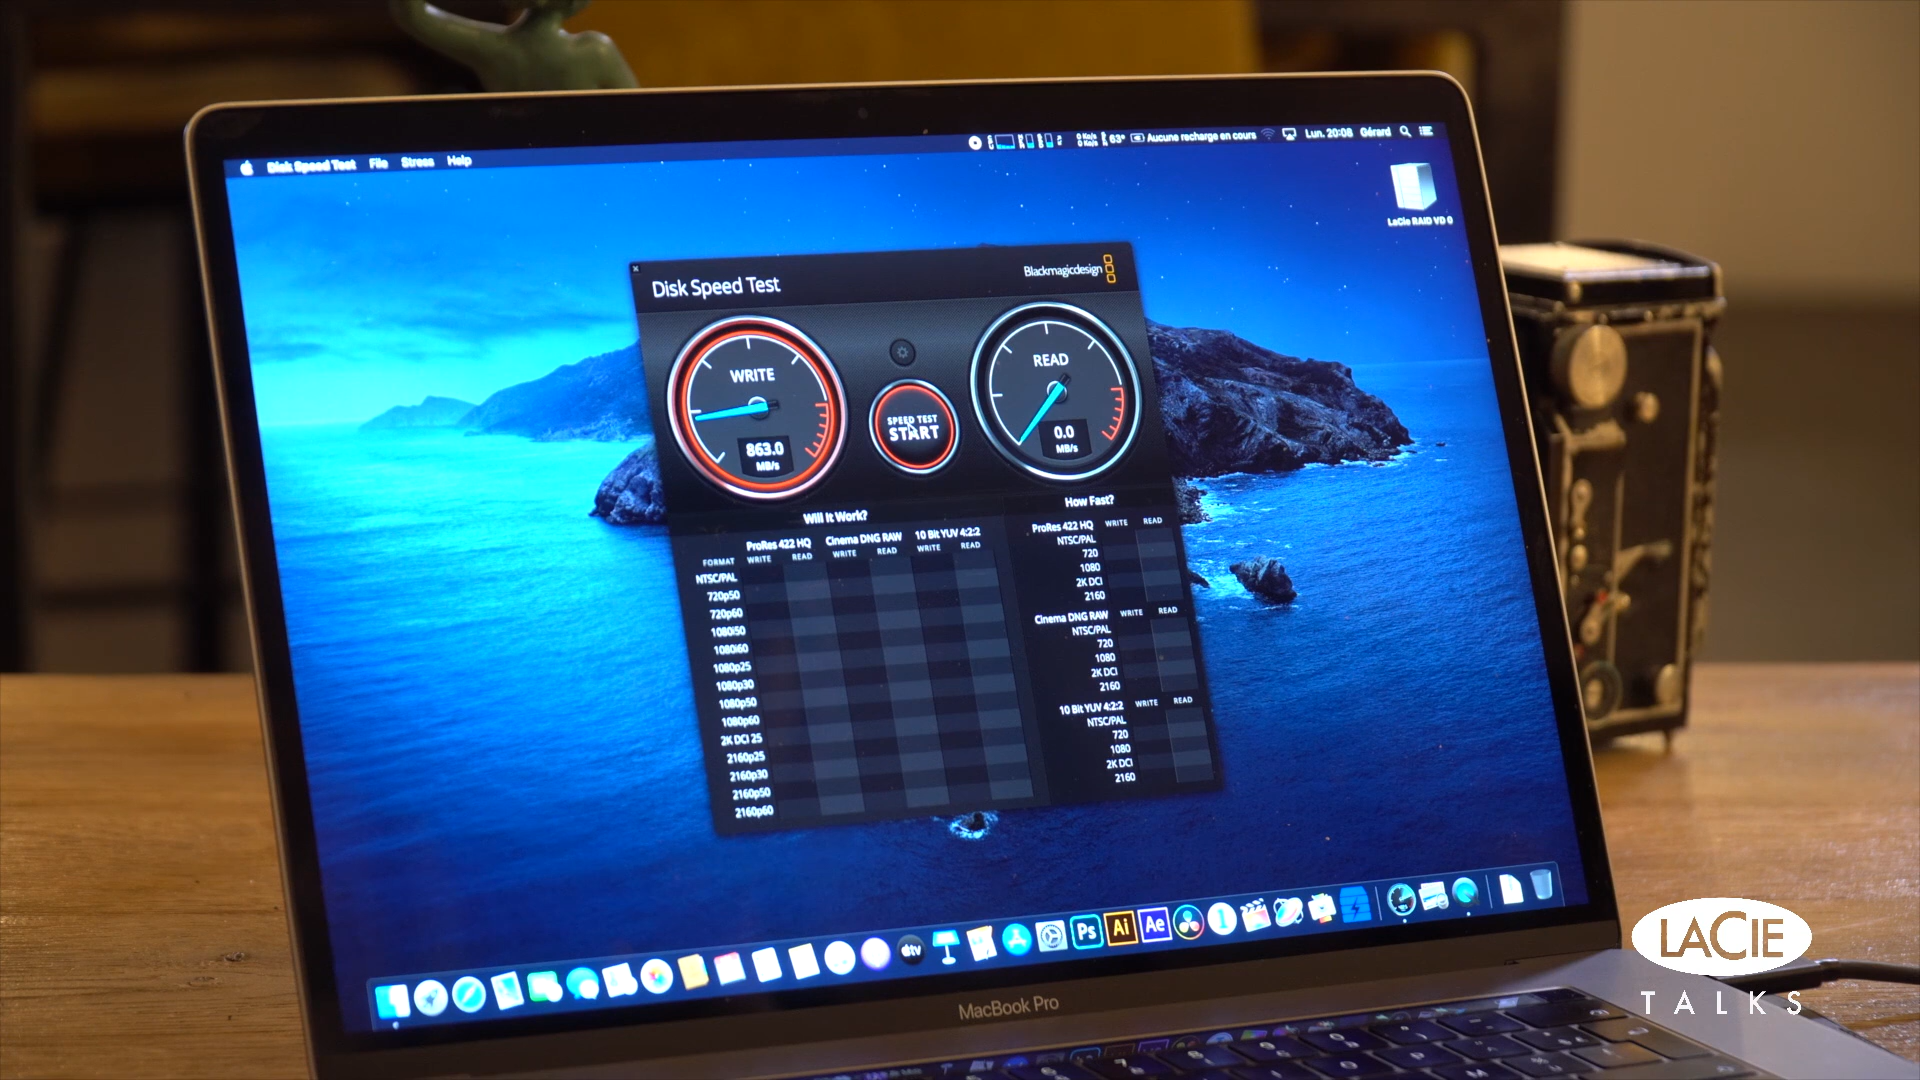 Disk Speed Test File Stress Help
63° Aucune recharge en cours Lun. 20:08 Gérard
LaCie RAID VD 0
Disk Speed Test
Blackmagicdesign
WRITE
863.0
MB/s
SPEED TEST
START
READ
0.0
MB/s
Will It Work?
ProRes 422 HQ Cinema DNG RAW 10 Bit YUV 4:2:2
FORMAT WRITE READ WRITE READ WRITE READ
NTSC/PAL
720p50
720p60
1080i50
1080i60
1080p25
1080p30
1080p50
1080p60
2K DCI 25
2160p25
2160p30
2160p50
2160p60
How Fast?
ProRes 422 HQ WRITE READ
NTSC/PAL
720
1080
2K DCI
2160
Cinema DNG RAW WRITE READ
NTSC/PAL
720
1080
2K DCI
2160
10 Bit YUV 4:2:2 WRITE READ
NTSC/PAL
720
1080
2K DCI
2160
tv
Ps
Ai
Ae
MacBook Pro
LACIE
TALKS